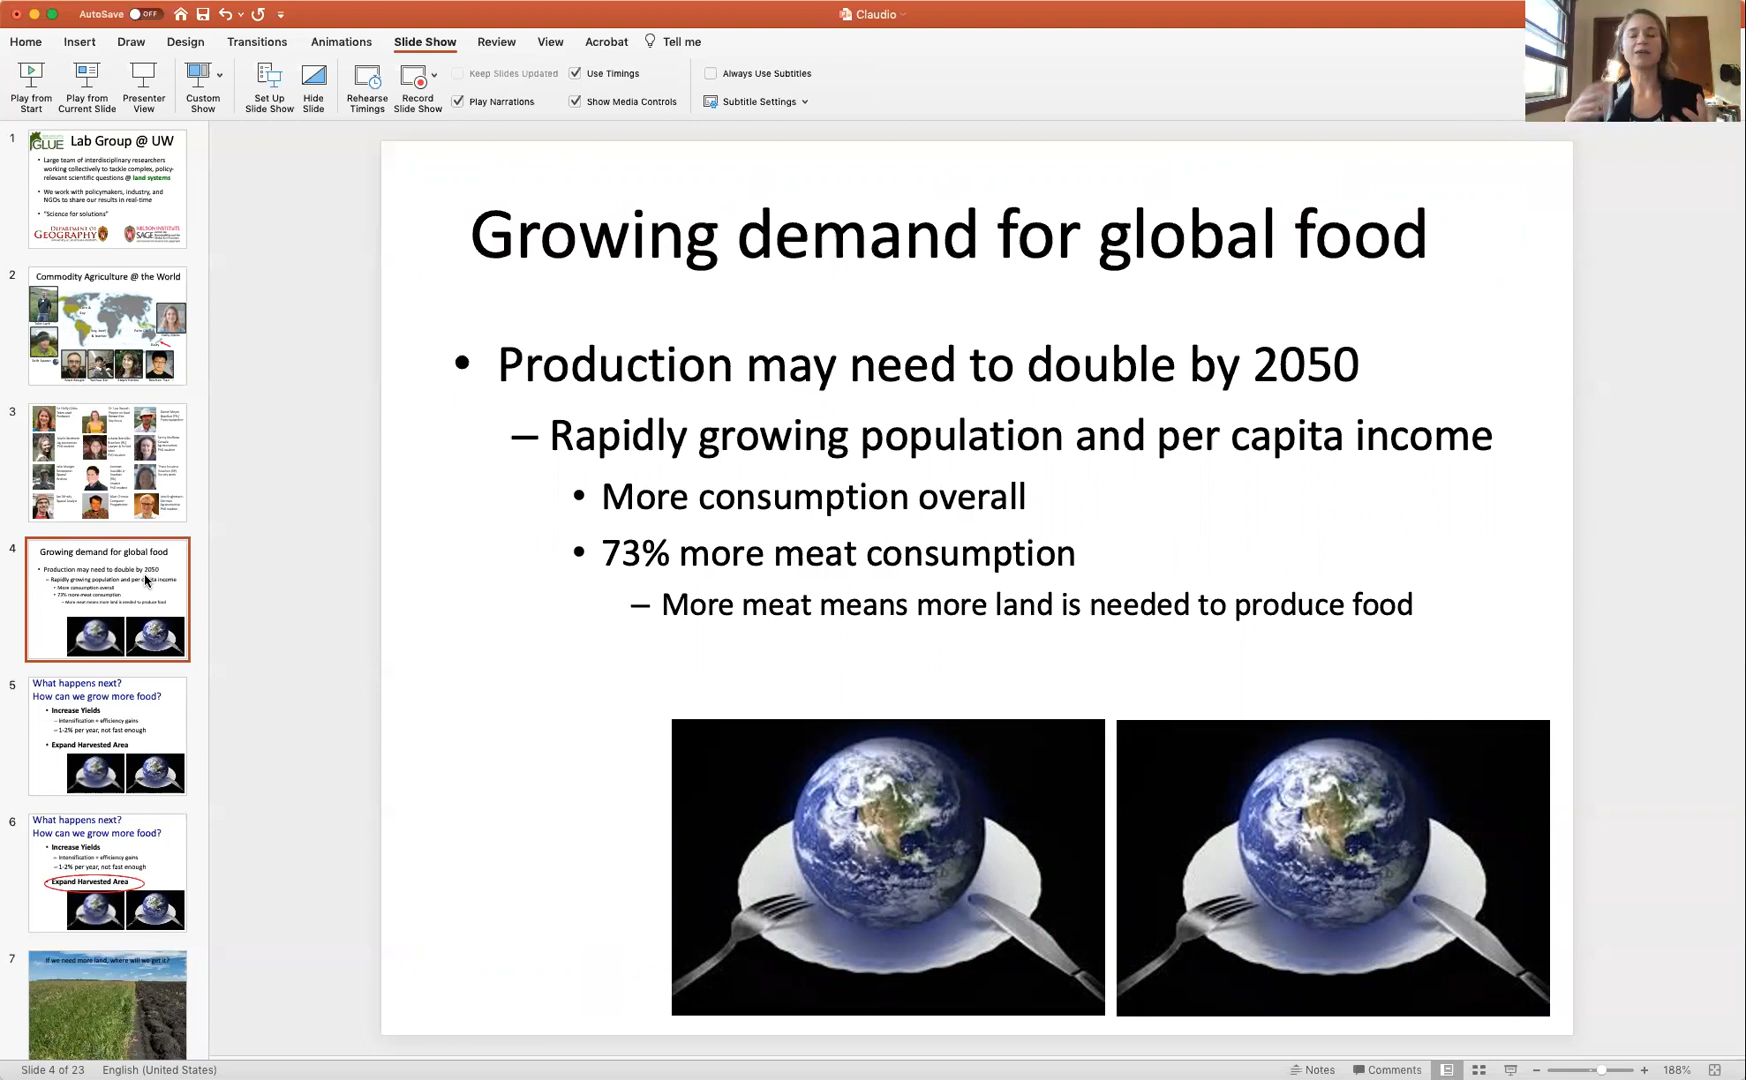 AutoSave OFF
Claudio
Home Insert Draw Design Transitions Animations Slide Show Review View Acrobat Tell me
Play from Start
Play from Current Slide
Presenter View
Custom Show
Set Up Slide Show
Hide Slide
Rehearse Timings
Record Slide Show
Keep Slides Updated
Use Timings
Play Narrations
Show Media Controls
Always Use Subtitles
Subtitle Settings
1
GLUE
Lab Group @ UW
• Large team of interdisciplinary researchers
working collectively to tackle complex, policy-
relevant scientific questions @ land systems
• We work with policymakers, industry, and
NGOs to share our results in real-time
• "Science for solutions"
DEPARTMENT OF
GEOGRAPHY
NELSON INSTITUTE
SAGE
2
Commodity Agriculture @ the World
3
4
Growing demand for global food
• Production may need to double by 2050
– Rapidly growing population and per capita income
• More consumption overall
• 73% more meat consumption
– More meat means more land is needed to produce food
5
What happens next?
How can we grow more food?
• Increase Yields
– Intensification + efficiency gains
– 1-2% per year, not fast enough
• Expand Harvested Area
6
What happens next?
How can we grow more food?
• Increase Yields
– Intensification + efficiency gains
– 1-2% per year, not fast enough
• Expand Harvested Area
7
If we need more land, where will we get it?
Growing demand for global food
• Production may need to double by 2050
– Rapidly growing population and per capita income
• More consumption overall
• 73% more meat consumption
– More meat means more land is needed to produce food
Slide 4 of 23
English (United States)
Notes
Comments
188%